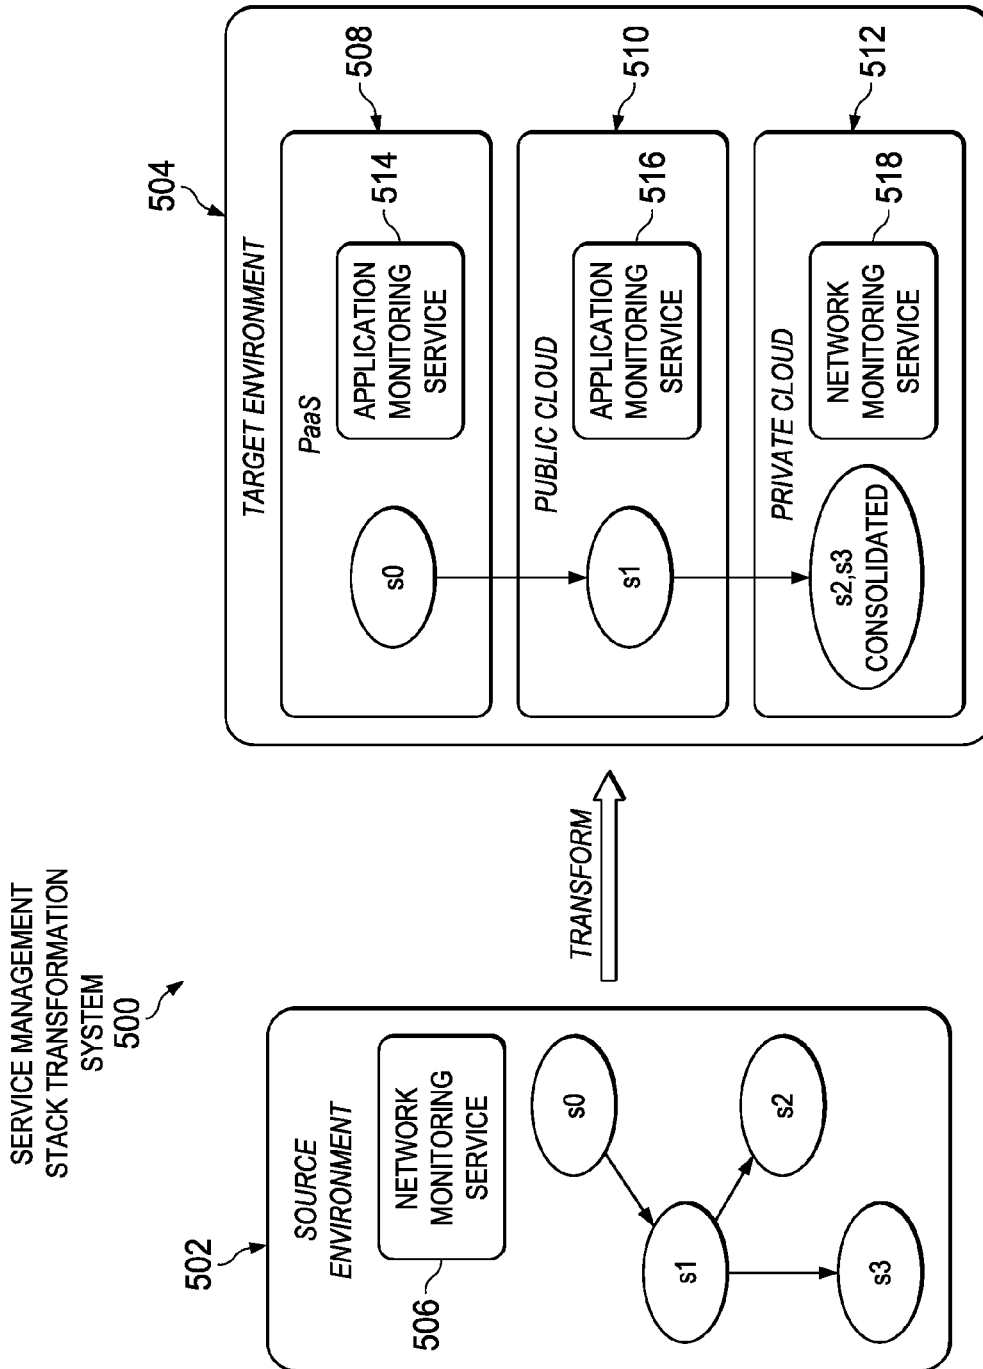 SERVICE MANAGEMENT
STACK TRANSFORMATION
SYSTEM
500
502
SOURCE
ENVIRONMENT
NETWORK
MONITORING
SERVICE
506
s0
s1
s2
s3
TRANSFORM
504
TARGET ENVIRONMENT
PaaS
508
s0
APPLICATION
MONITORING
SERVICE
514
PUBLIC CLOUD
510
s1
APPLICATION
MONITORING
SERVICE
516
PRIVATE CLOUD
512
s2,s3
CONSOLIDATED
NETWORK
MONITORING
SERVICE
518